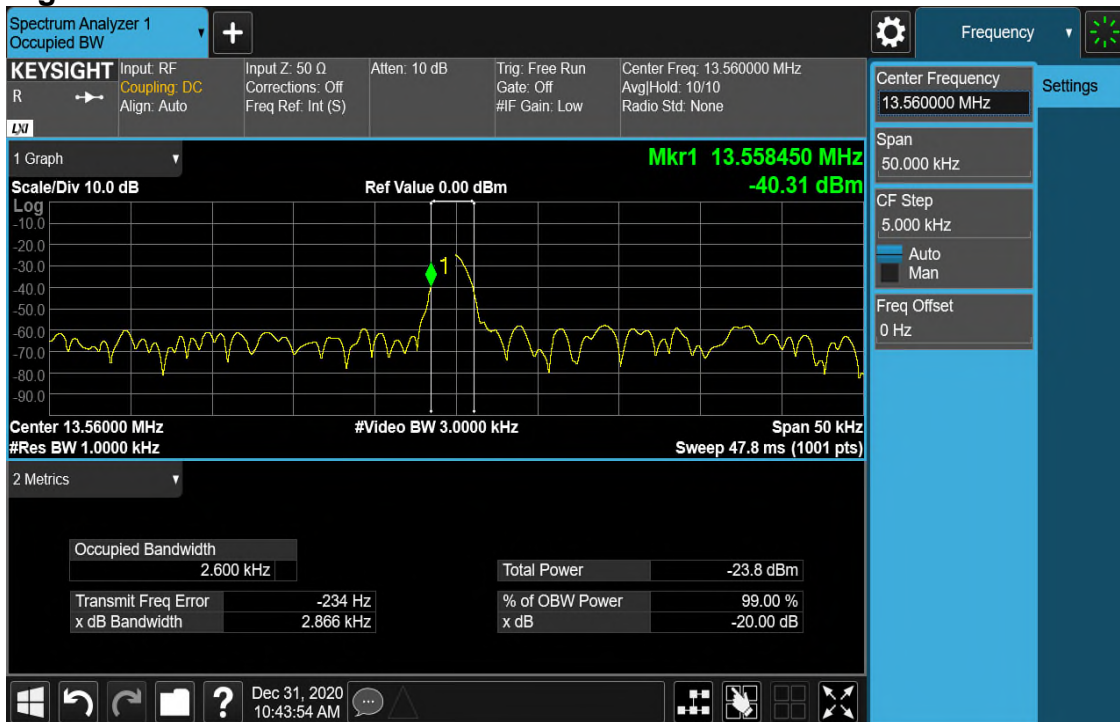 Spectrum Analyzer 1
Occupied BW
+
Frequency
KEYSIGHT
R
LXI
Input: RF
Coupling: DC
Align: Auto
Input Z: 50 Ω
Corrections: Off
Freq Ref: Int (S)
Atten: 10 dB
Trig: Free Run
Gate: Off
#IF Gain: Low
Center Freq: 13.560000 MHz
Avg|Hold: 10/10
Radio Std: None
Center Frequency
13.560000 MHz
Settings
Span
50.000 kHz
CF Step
5.000 kHz
Auto
Man
Freq Offset
0 Hz
1 Graph
Mkr1 13.558450 MHz
-40.31 dBm
Scale/Div 10.0 dB
Ref Value 0.00 dBm
Log
-10.0
-20.0
-30.0
-40.0
-50.0
-60.0
-70.0
-80.0
-90.0
1
Center 13.56000 MHz
#Video BW 3.0000 kHz
Span 50 kHz
#Res BW 1.0000 kHz
Sweep 47.8 ms (1001 pts)
2 Metrics
Occupied Bandwidth
2.600 kHz
Total Power -23.8 dBm
Transmit Freq Error -234 Hz
% of OBW Power 99.00 %
x dB Bandwidth 2.866 kHz
x dB -20.00 dB
?
Dec 31, 2020
10:43:54 AM